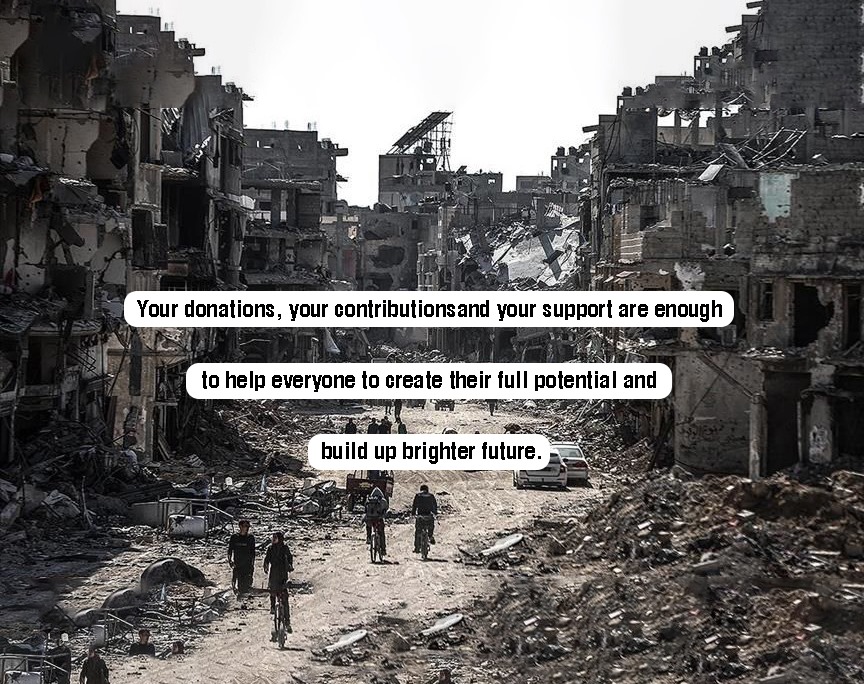 Your donations, your contributionsand your support are enough
to help everyone to create their full potential and
build up brighter future.